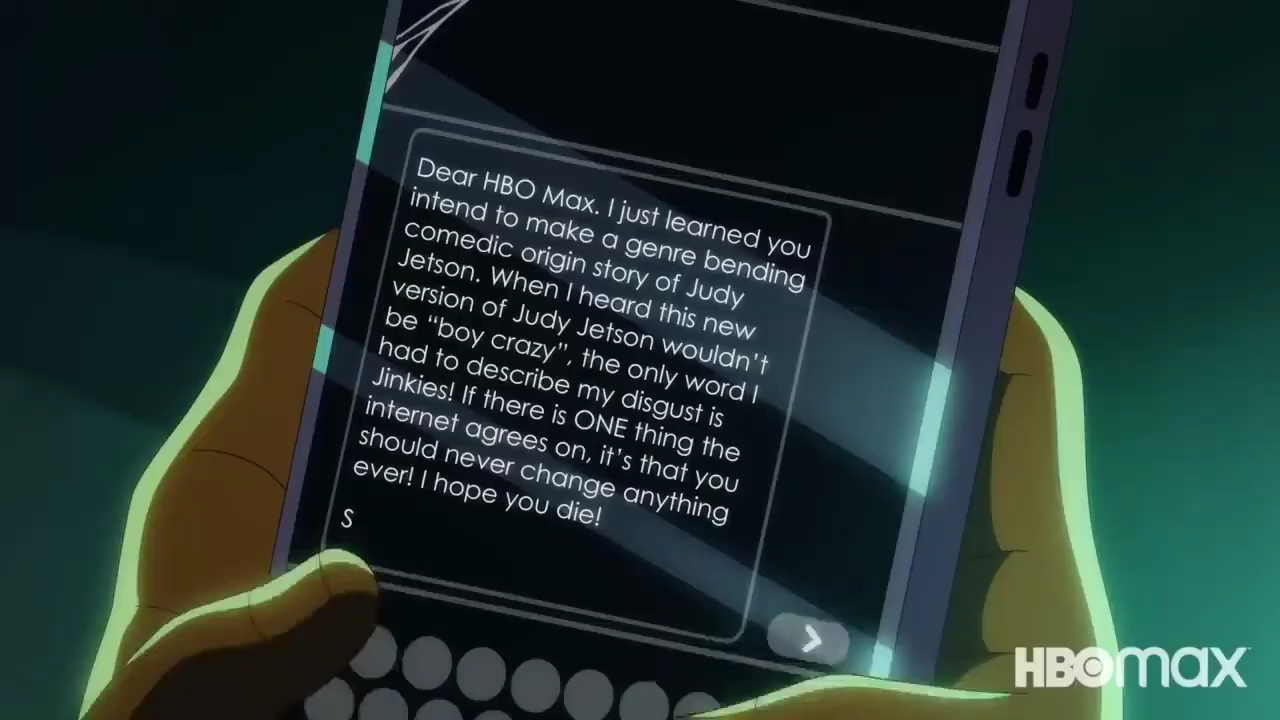 Dear HBO Max. I just learned you
intend to make a genre bending
comedic origin story of Judy
Jetson. When I heard this new
version of Judy Jetson wouldn't
be “boy crazy”, the only word I
had to describe my disgust is
Jinkies! If there is ONE thing the
internet agrees on, it's that you
should never change anything
ever! I hope you die!
S
HBOMAX